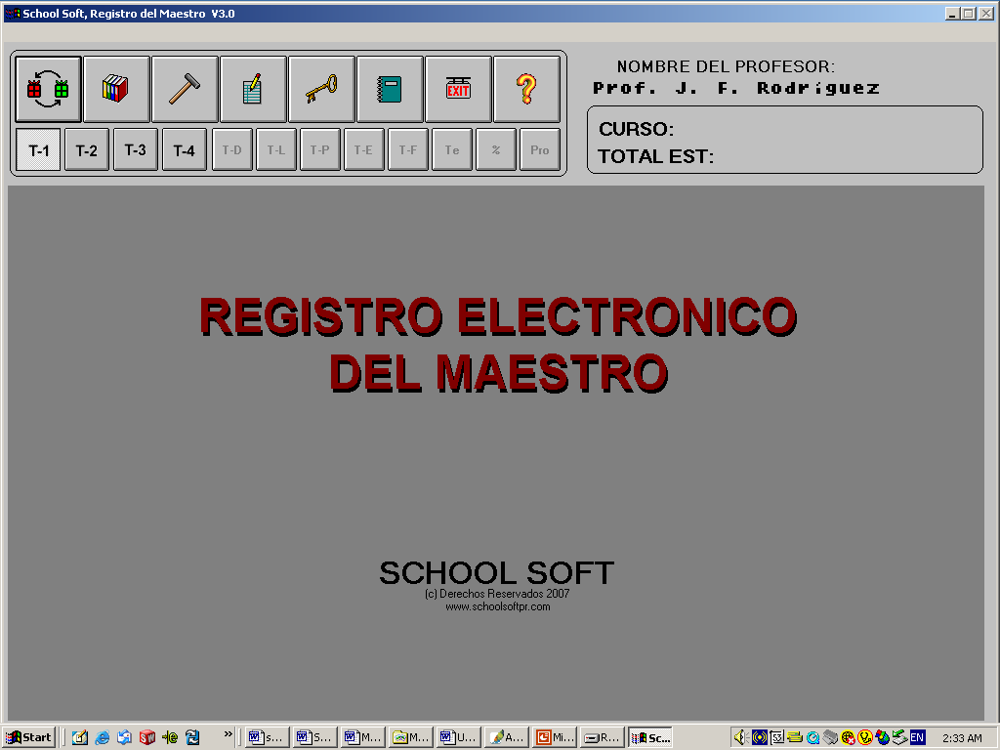 School Soft, Registro del Maestro V3.0
EXIT
T-1 T-2 T-3 T-4 T-D T-L T-P T-E T-F Te % Pro
NOMBRE DEL PROFESOR:
Prof. J. F. Rodríguez
CURSO:
TOTAL EST:
REGISTRO ELECTRONICO
DEL MAESTRO
SCHOOL SOFT
(c) Derechos Reservados 2007
www.schoolsoftpr.com
Start » s... S... M... M... U... A... Mi... R... Sc... EN 2:33 AM